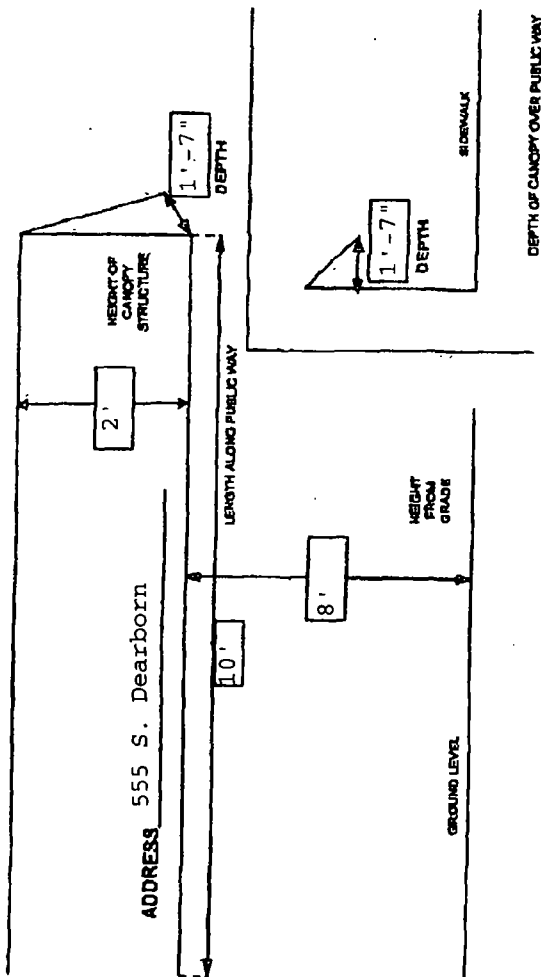 HEIGHT OF
CANOPY
STRUCTURE
2'
1'-7"
DEPTH
ADDRESS 555 S. Dearborn
LENGTH ALONG PUBLIC WAY
10'
8'
HEIGHT
FROM
GRADE
GROUND LEVEL
1'-7"
DEPTH
SIDEWALK
DEPTH OF CANOPY OVER PUBLIC WAY